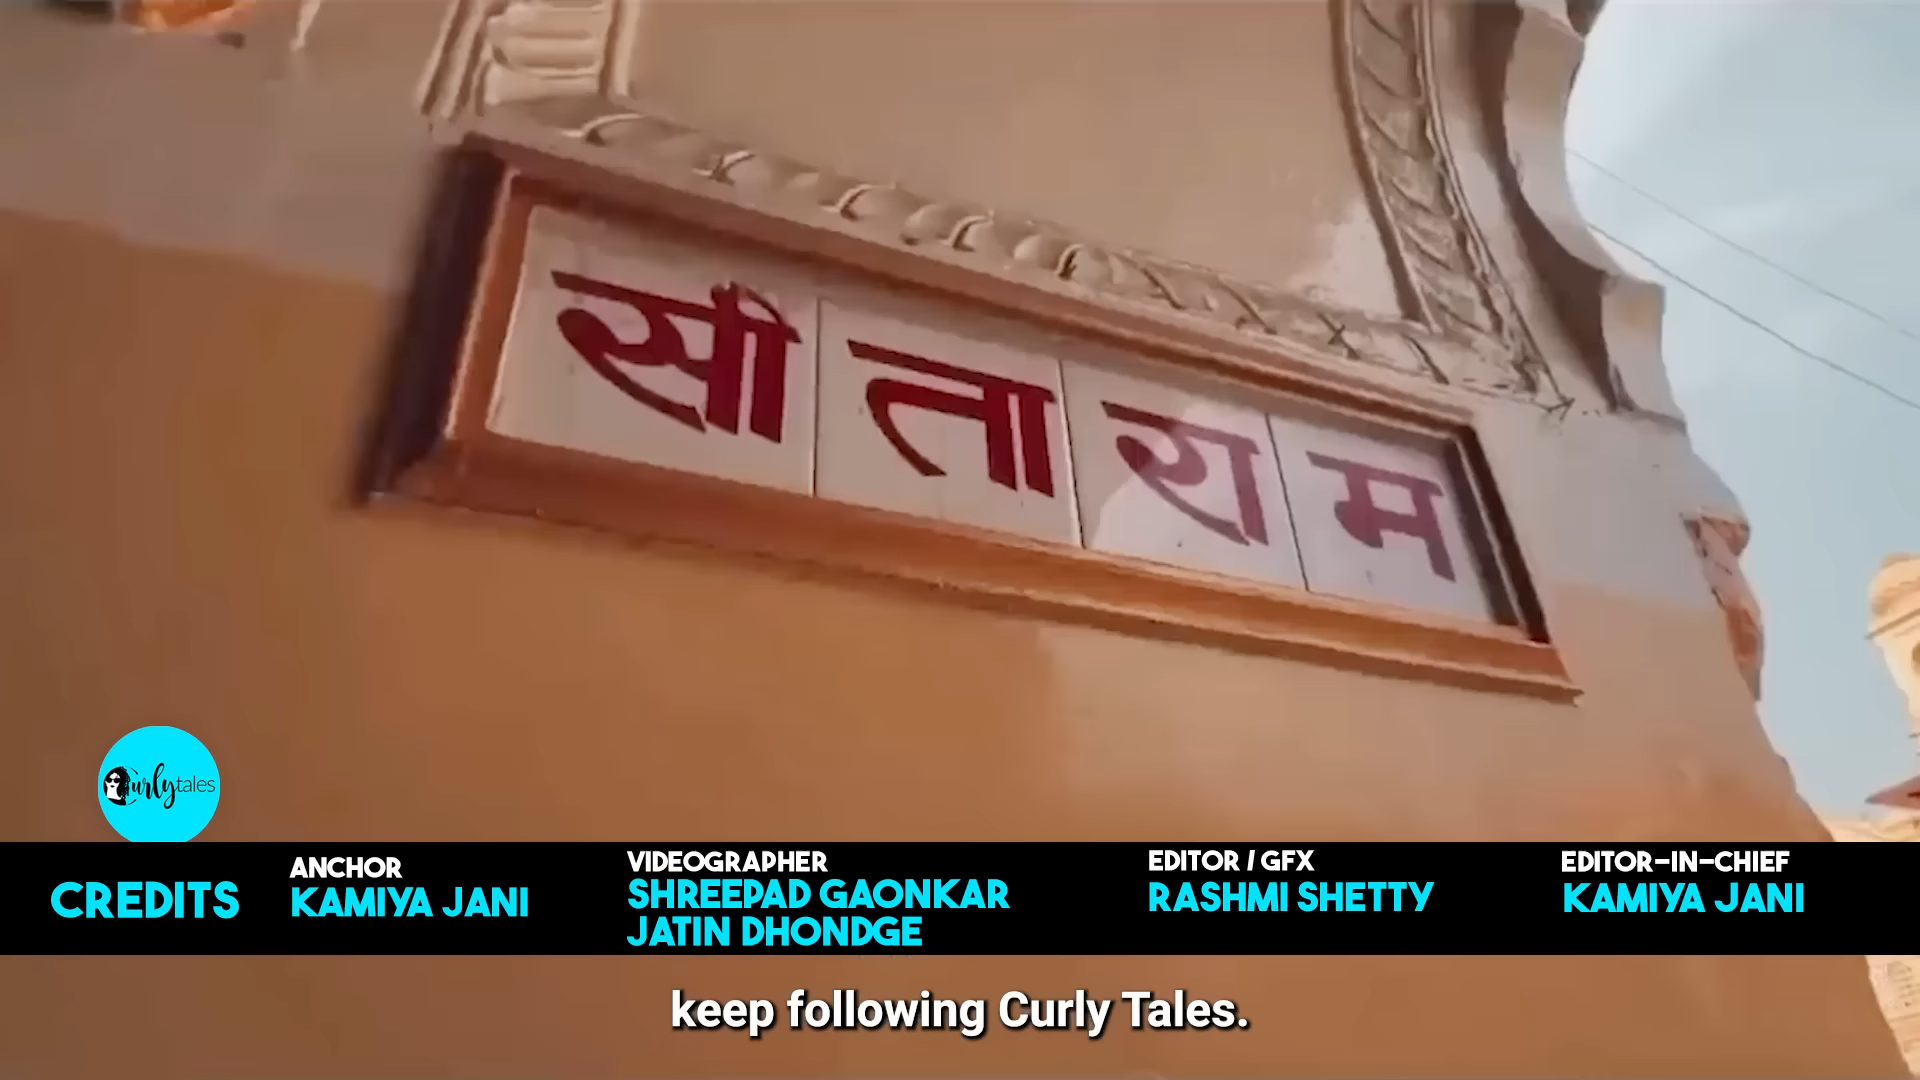 सीताराम
Curly tales
CREDITS
ANCHOR
KAMIYA JANI
VIDEOGRAPHER
SHREEPAD GAONKAR
JATIN DHONDGE
EDITOR / GFX
RASHMI SHETTY
EDITOR-IN-CHIEF
KAMIYA JANI
keep following Curly Tales.